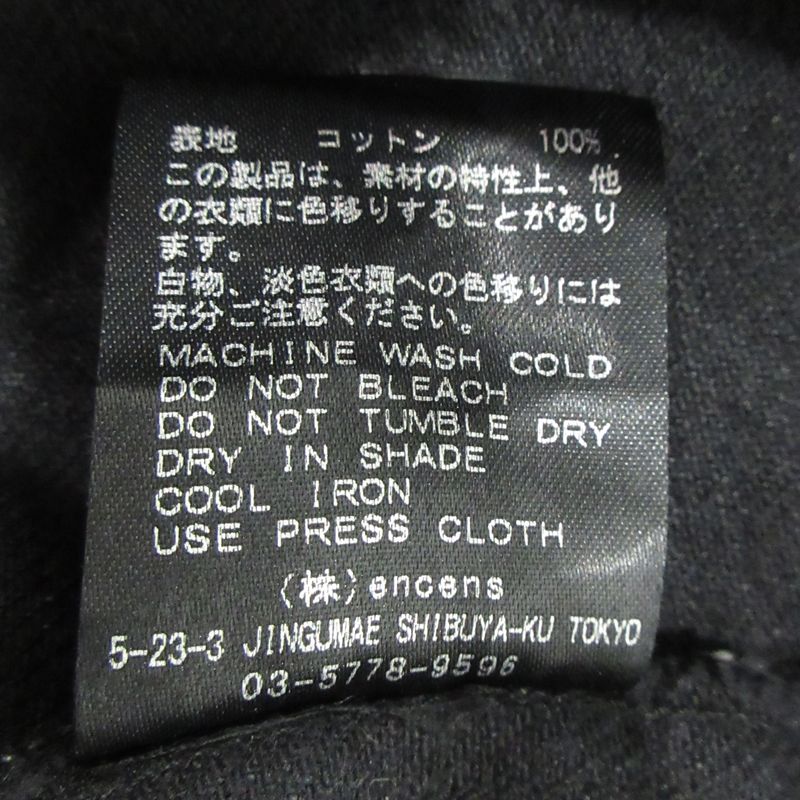 表地 コットン 100%
この製品は、素材の特性上、他
の衣類に色移りすることがあり
ます。
白物、淡色衣類への色移りには
充分ご注意ください。
MACHINE WASH COLD
DO NOT BLEACH
DO NOT TUMBLE DRY
DRY IN SHADE
COOL IRON
USE PRESS CLOTH
(株)encens
5-23-3 JINGUMAE SHIBUYA-KU TOKYO
03-5778-9596